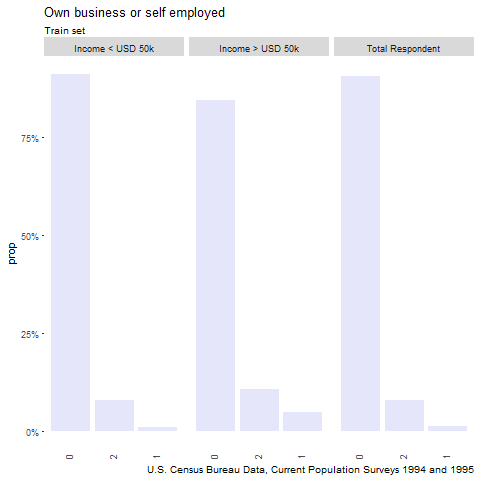 Own business or self employed
Train set
Income < USD 50k
Income > USD 50k
Total Respondent
75%
50%
25%
0%
prop
0
2
1
0
2
1
0
2
1
U.S. Census Bureau Data, Current Population Surveys 1994 and 1995